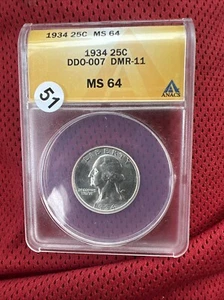 1934 25C MS 64
1934 25C
DDO-007 DMR-11
MS 64
ANACS
51
LIBERTY